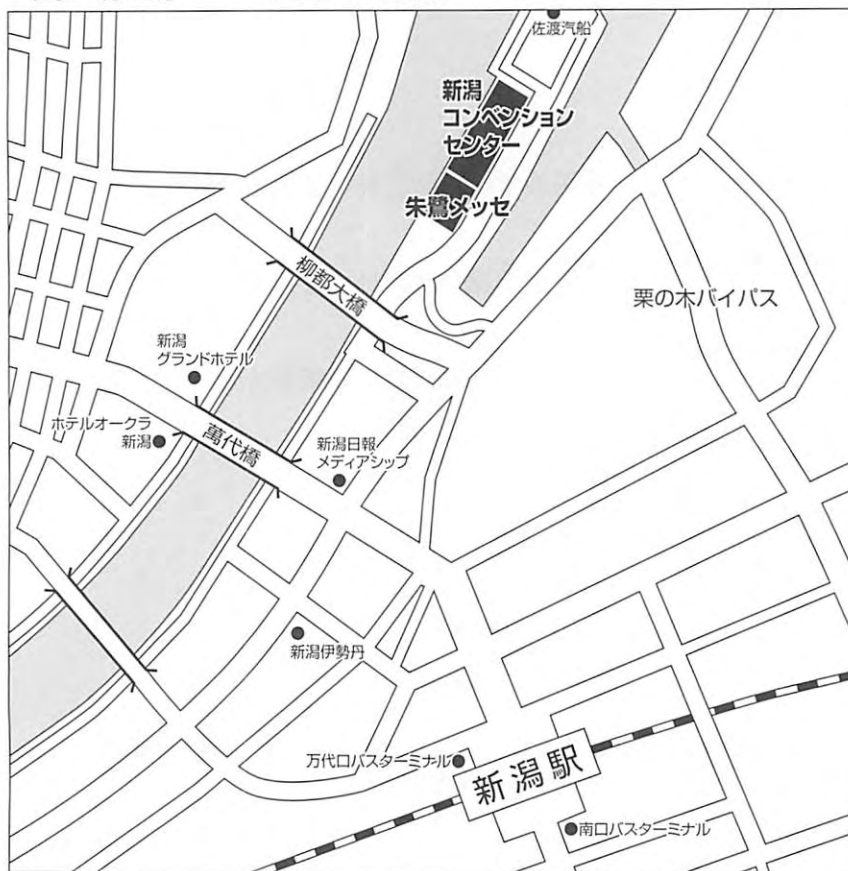 佐渡汽船
新潟
コンベンション
センター
朱鷺メッセ
柳都大橋
栗の木バイパス
新潟
グランドホテル
ホテルオークラ
新潟
萬代橋
新潟日報
メディアシップ
新潟伊勢丹
万代口バスターミナル
新潟駅
南口バスターミナル